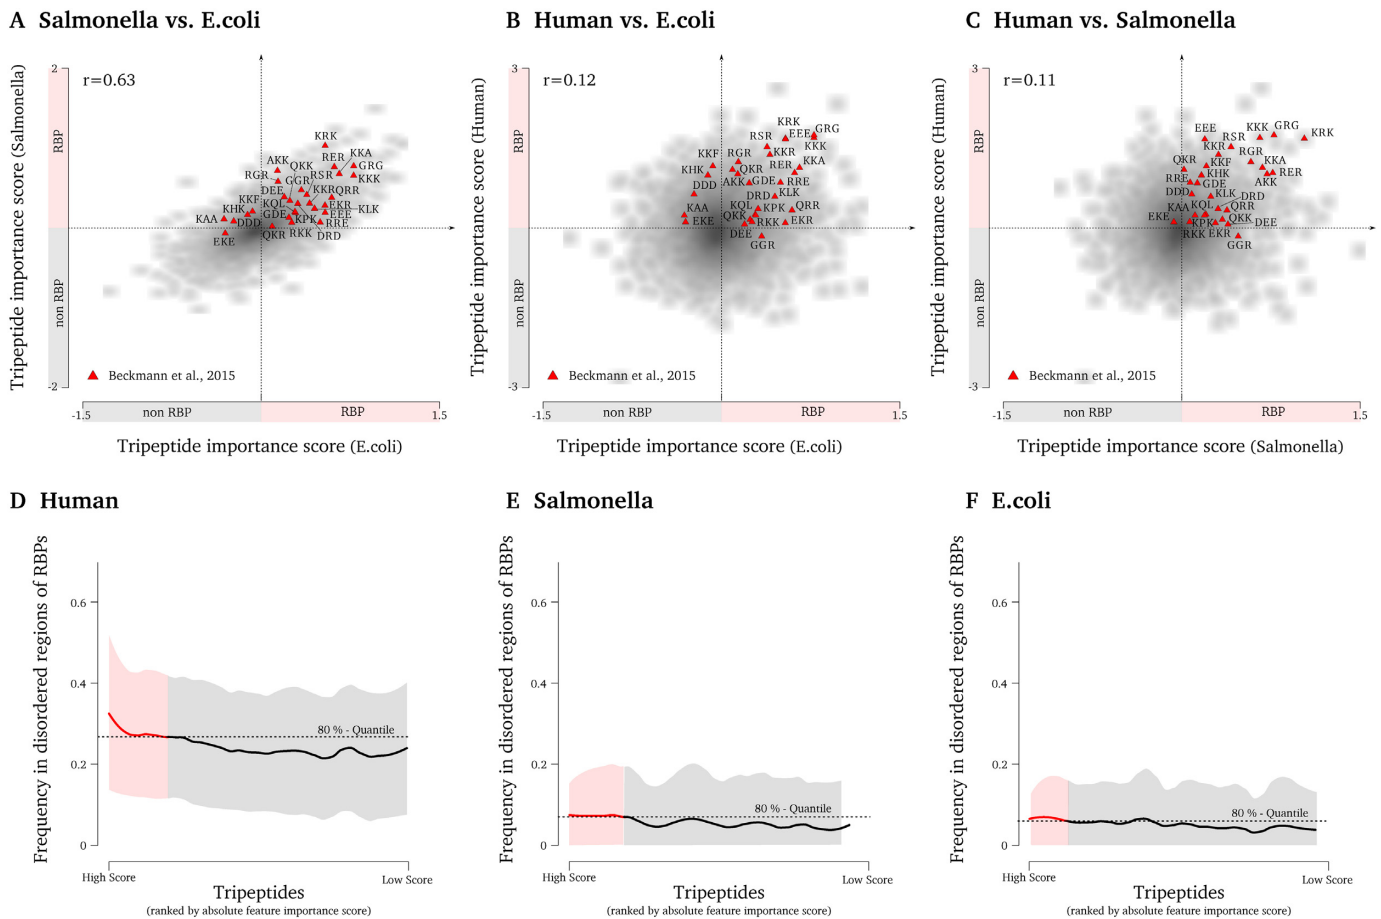 A Salmonella vs. E.coli
Tripeptide importance score (Salmonella)
2
RBP
non RBP
-2
r=0.63
KRK
AKK
KKA
QKK
RER
GRG
RGR
GGR
RSR
KKK
DEE
KKR
QRR
KKF
KQL
EKR
KLK
KHK
GDE
EEE
KAA
DDD
KPK
RRE
EKE
QKR
RKK
DRD
Beckmann et al., 2015
-1.5
non RBP
RBP
1.5
Tripeptide importance score (E.coli)
B Human vs. E.coli
Tripeptide importance score (Human)
3
RBP
non RBP
-3
r=0.12
KRK
GRG
RSR
EEE
KKK
KKF
RGR
KKR
KHK
QKR
RER
KKA
DDD
AKK
GDE
RRE
DRD
KLK
KAA
KQL
KPK
QRR
EKE
QKK
RKK
EKR
DEE
GGR
Beckmann et al., 2015
-1.5
non RBP
RBP
1.5
Tripeptide importance score (E.coli)
C Human vs. Salmonella
Tripeptide importance score (Human)
3
RBP
non RBP
-3
r=0.11
EEE
KKK
GRG
RSR
KRK
KKR
RGR
QKR
KKF
KKA
RRE
KHK
RER
GDE
AKK
DDD
KLK
DRD
KAA
KQL
QRR
EKE
KPK
QKK
DEE
RKK
EKR
GGR
Beckmann et al., 2015
-1.5
non RBP
RBP
1.5
Tripeptide importance score (Salmonella)
D Human
Frequency in disordered regions of RBPs
0.6
0.4
0.2
0
80 % - Quantile
High Score
Low Score
Tripeptides
(ranked by absolute feature importance score)
E Salmonella
Frequency in disordered regions of RBPs
0.6
0.4
0.2
0
80 % - Quantile
High Score
Low Score
Tripeptides
(ranked by absolute feature importance score)
F E.coli
Frequency in disordered regions of RBPs
0.6
0.4
0.2
0
80 % - Quantile
High Score
Low Score
Tripeptides
(ranked by absolute feature importance score)